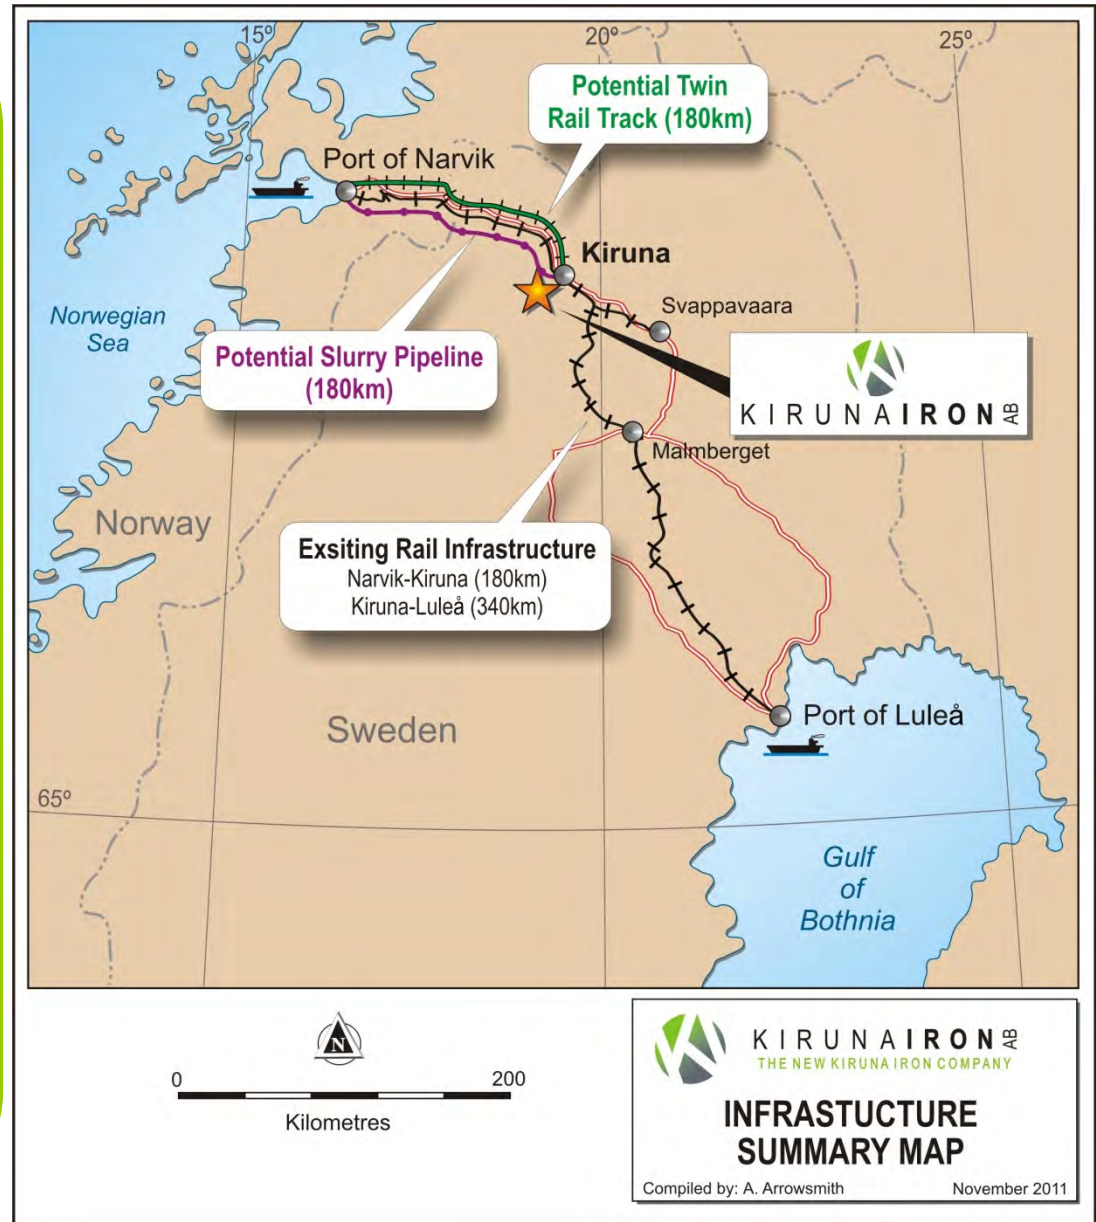 15º
20º
25º
Potential Twin
Rail Track (180km)
Port of Narvik
Kiruna
Svappavaara
Norwegian
Sea
Potential Slurry Pipeline
(180km)
KIRUNAIRON AB
Malmberget
Norway
Exsiting Rail Infrastructure
Narvik-Kiruna (180km)
Kiruna-Luleå (340km)
Sweden
Port of Luleå
65º
Gulf
of
Bothnia
N
0
200
Kilometres
KIRUNAIRON AB
THE NEW KIRUNA IRON COMPANY
INFRASTUCTURE
SUMMARY MAP
Compiled by: A. Arrowsmith
November 2011